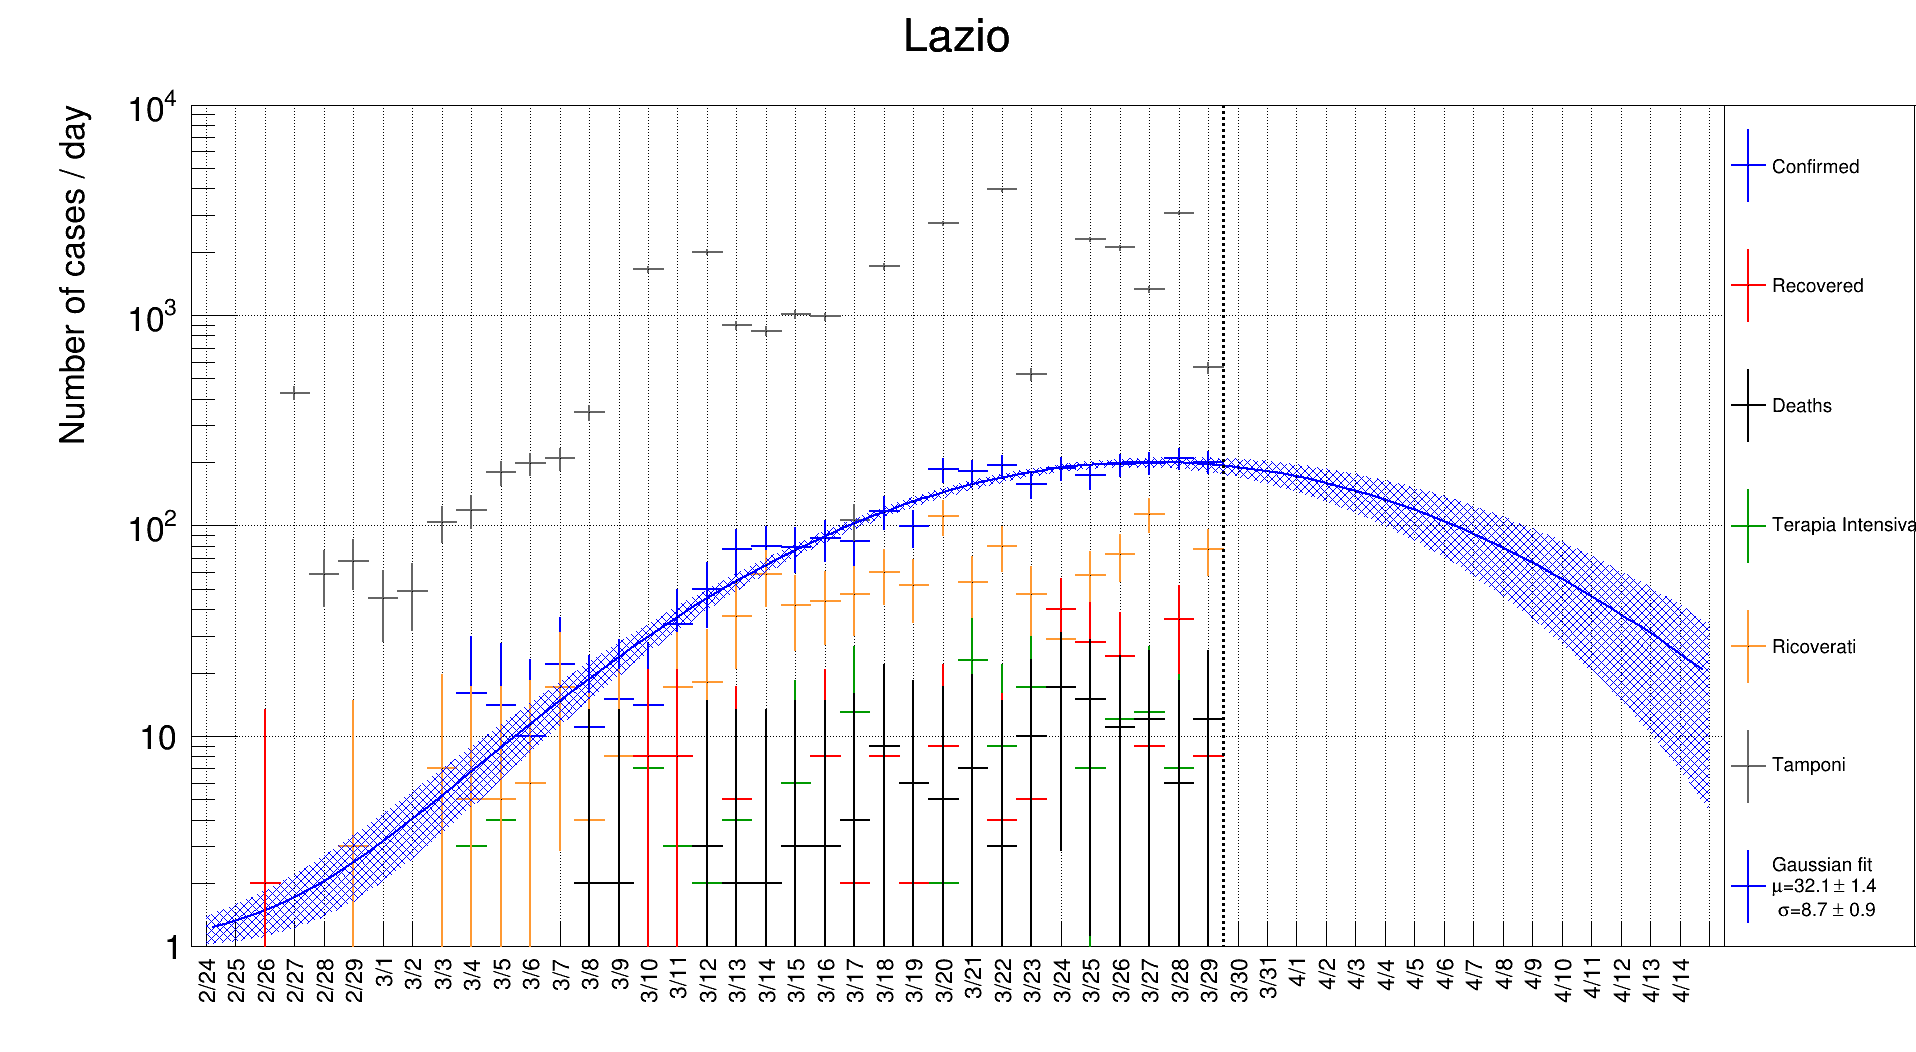 Lazio
Number of cases / day
10⁴
10³
10²
10
1
2/24 2/25 2/26 2/27 2/28 2/29 3/1 3/2 3/3 3/4 3/5 3/6 3/7 3/8 3/9 3/10 3/11 3/12 3/13 3/14 3/15 3/16 3/17 3/18 3/19 3/20 3/21 3/22 3/23 3/24 3/25 3/26 3/27 3/28 3/29 3/30 3/31 4/1 4/2 4/3 4/4 4/5 4/6 4/7 4/8 4/9 4/10 4/11 4/12 4/13 4/14
Confirmed
Recovered
Deaths
Terapia Intensiva
Ricoverati
Tamponi
Gaussian fit
μ=32.1 ± 1.4
σ=8.7 ± 0.9